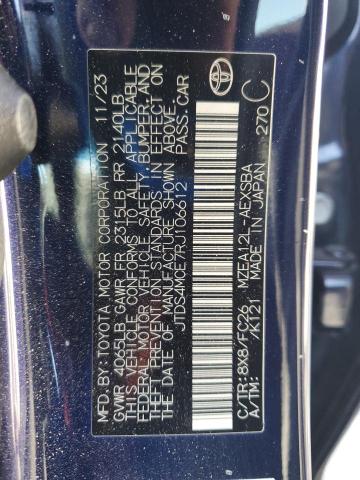 MFD.BY:TOYOTA MOTOR CORPORATION 11/23
GVWR 4065LB GAWR FR 2315LB RR 2140LB
THIS VEHICLE CONFORMS TO ALL APPLICABLE
FEDERAL MOTOR VEHICLE SAFETY, BUMPER, AND
THEFT PREVENTION STANDARDS IN EFFECT ON
THE DATE OF MANUFACTURE SHOWN ABOVE.
JTDS4MCE7RJ106612 PASS.CAR
270 C
C/TR:8X8/FC26 MZEA12L-AEXSBA
A/TM: /K121 MADE IN JAPAN